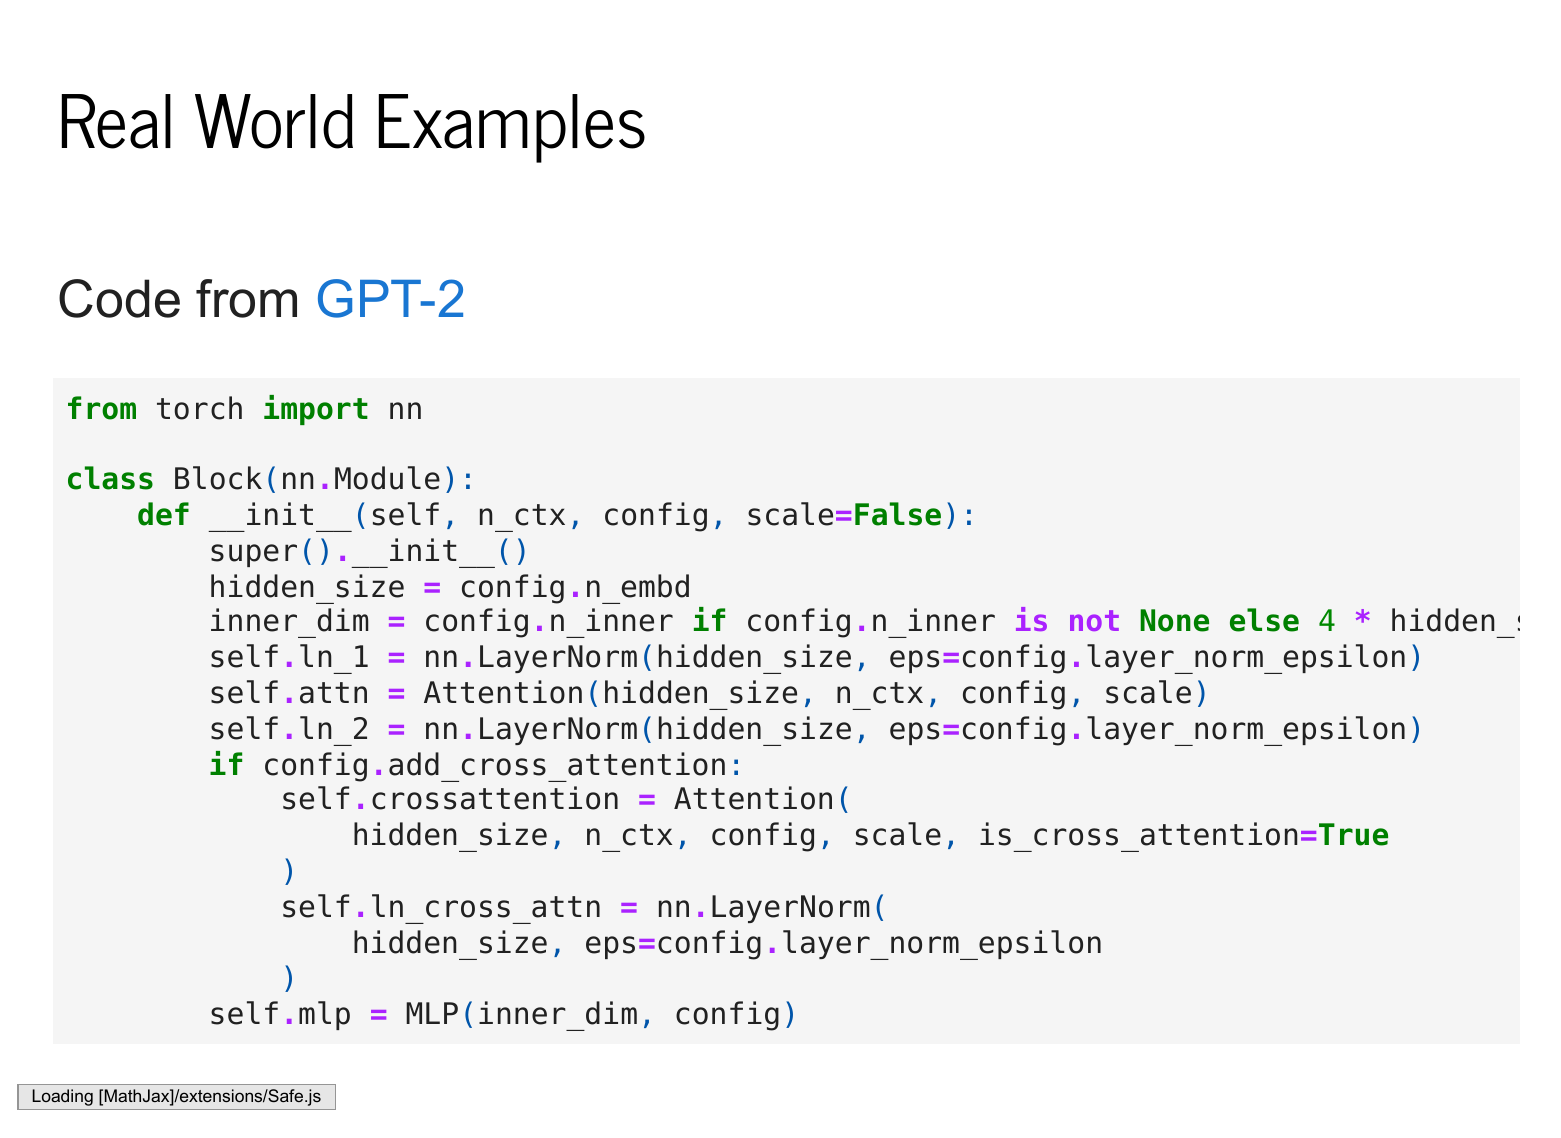 Real World Examples
Code from GPT-2
from torch import nn
class Block(nn.Module):
    def __init__(self, n_ctx, config, scale=False):
        super().__init__()
        hidden_size = config.n_embd
        inner_dim = config.n_inner if config.n_inner is not None else 4 * hidden_s
        self.ln_1 = nn.LayerNorm(hidden_size, eps=config.layer_norm_epsilon)
        self.attn = Attention(hidden_size, n_ctx, config, scale)
        self.ln_2 = nn.LayerNorm(hidden_size, eps=config.layer_norm_epsilon)
        if config.add_cross_attention:
            self.crossattention = Attention(
                hidden_size, n_ctx, config, scale, is_cross_attention=True
            )
            self.ln_cross_attn = nn.LayerNorm(
                hidden_size, eps=config.layer_norm_epsilon
            )
        self.mlp = MLP(inner_dim, config)
Loading [MathJax]/extensions/Safe.js